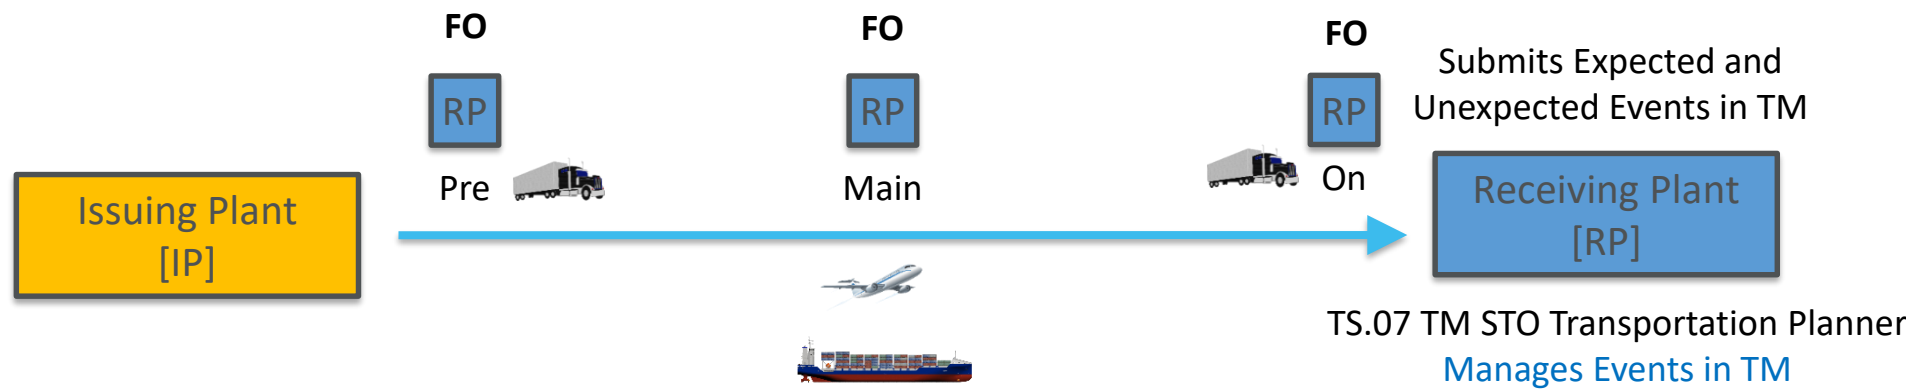 FO
FO
FO
RP
RP
RP
Submits Expected and
Unexpected Events in TM
Pre
Main
On
Issuing Plant
[IP]
Receiving Plant
[RP]
TS.07 TM STO Transportation Planner
Manages Events in TM